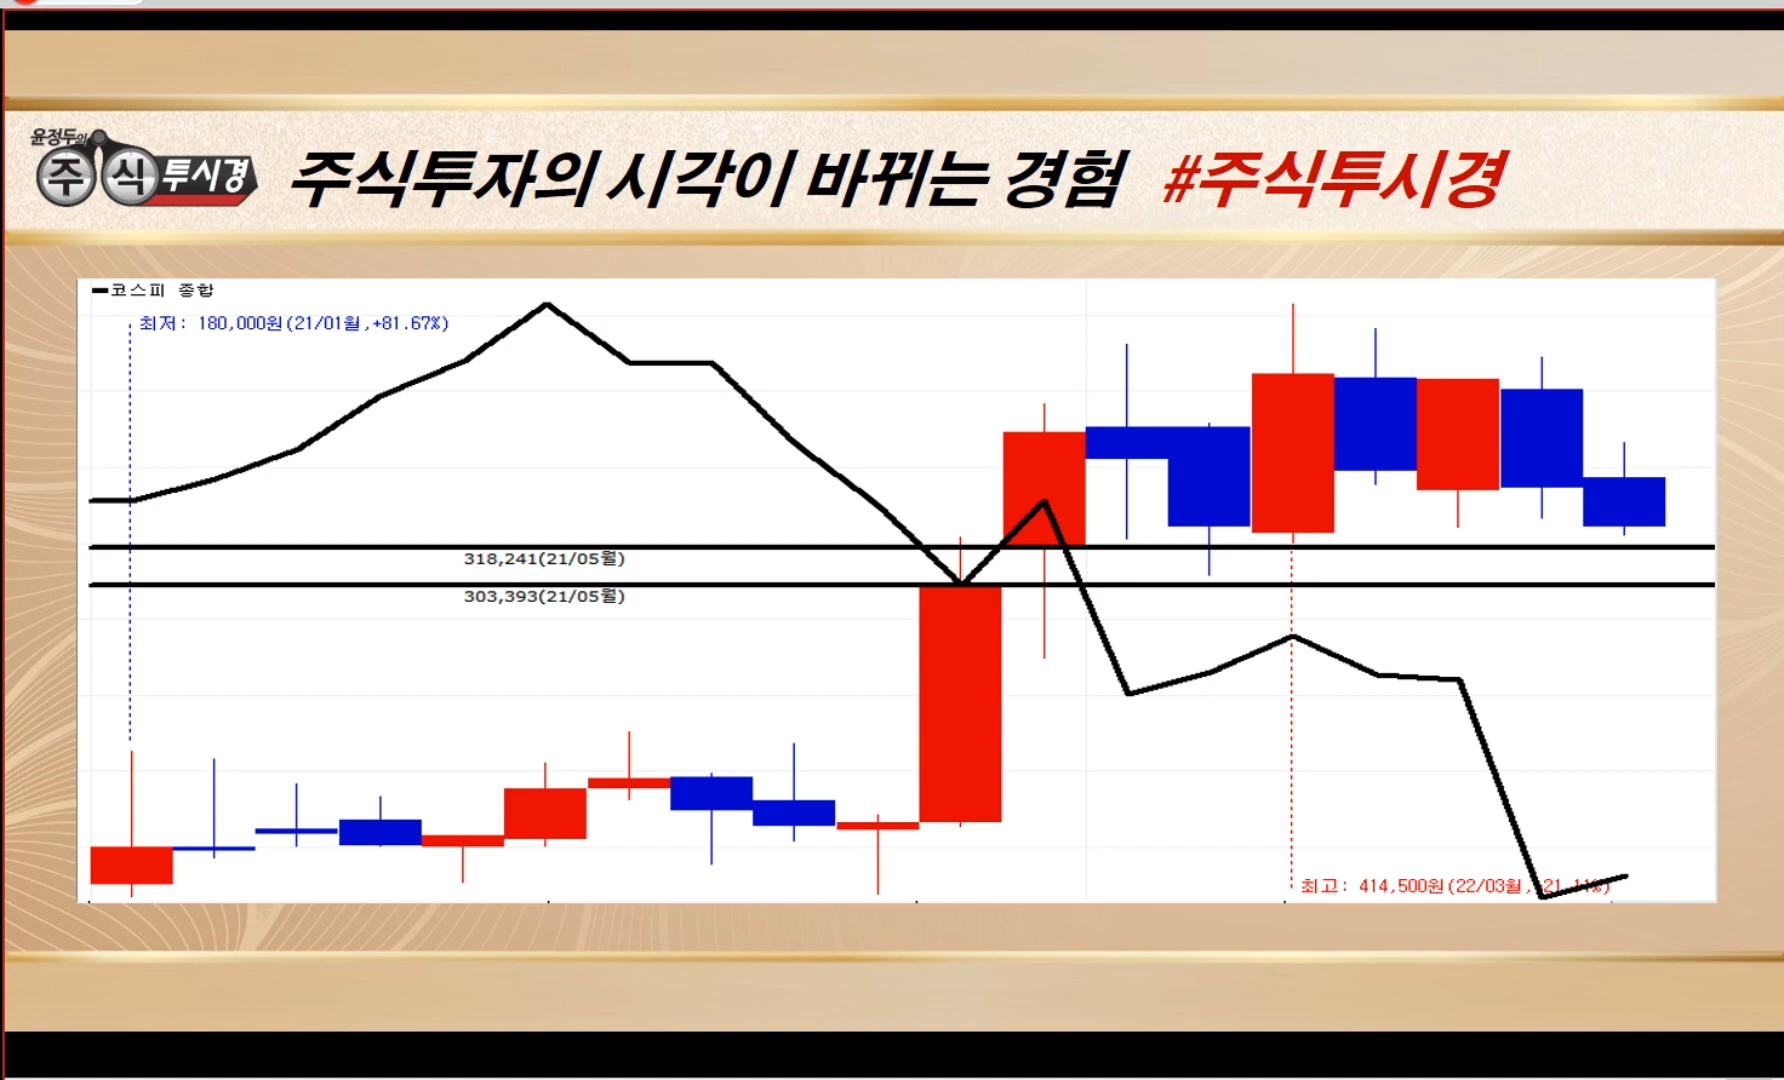 윤정두의
주식투시경
주식투자의 시각이 바뀌는 경험 #주식투시경
코스피 종합
최저: 180,000원(21/01월,+81.67%)
318,241(21/05월)
303,393(21/05월)
최고: 414,500원(22/03월,-21.11%)